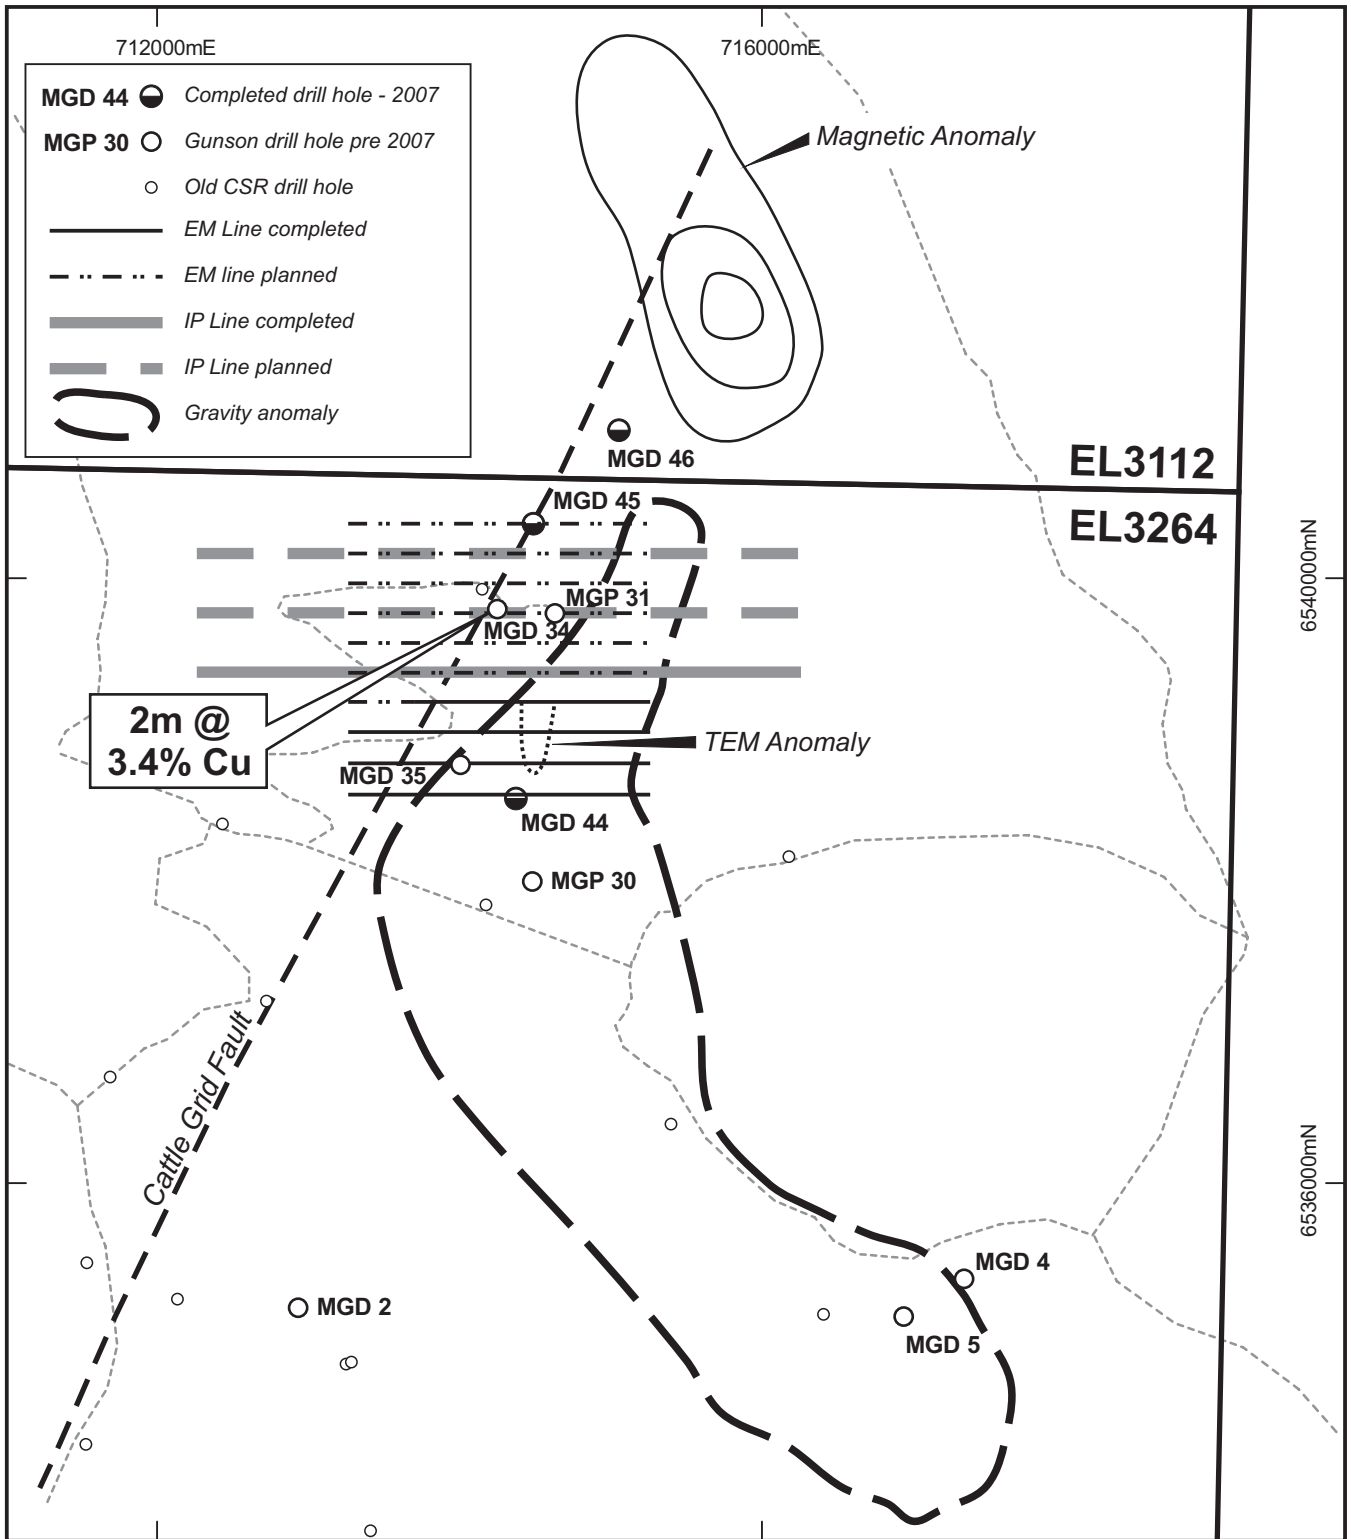 712000mE
716000mE
MGD 44 Completed drill hole - 2007
MGP 30 Gunson drill hole pre 2007
Old CSR drill hole
EM Line completed
EM line planned
IP Line completed
IP Line planned
Gravity anomaly
Magnetic Anomaly
MGD 46
EL3112
MGD 45
EL3264
6540000mN
MGP 31
MGD 34
2m @
3.4% Cu
TEM Anomaly
MGD 35
MGD 44
MGP 30
Cattle Grid Fault
6536000mN
MGD 4
MGD 2
MGD 5